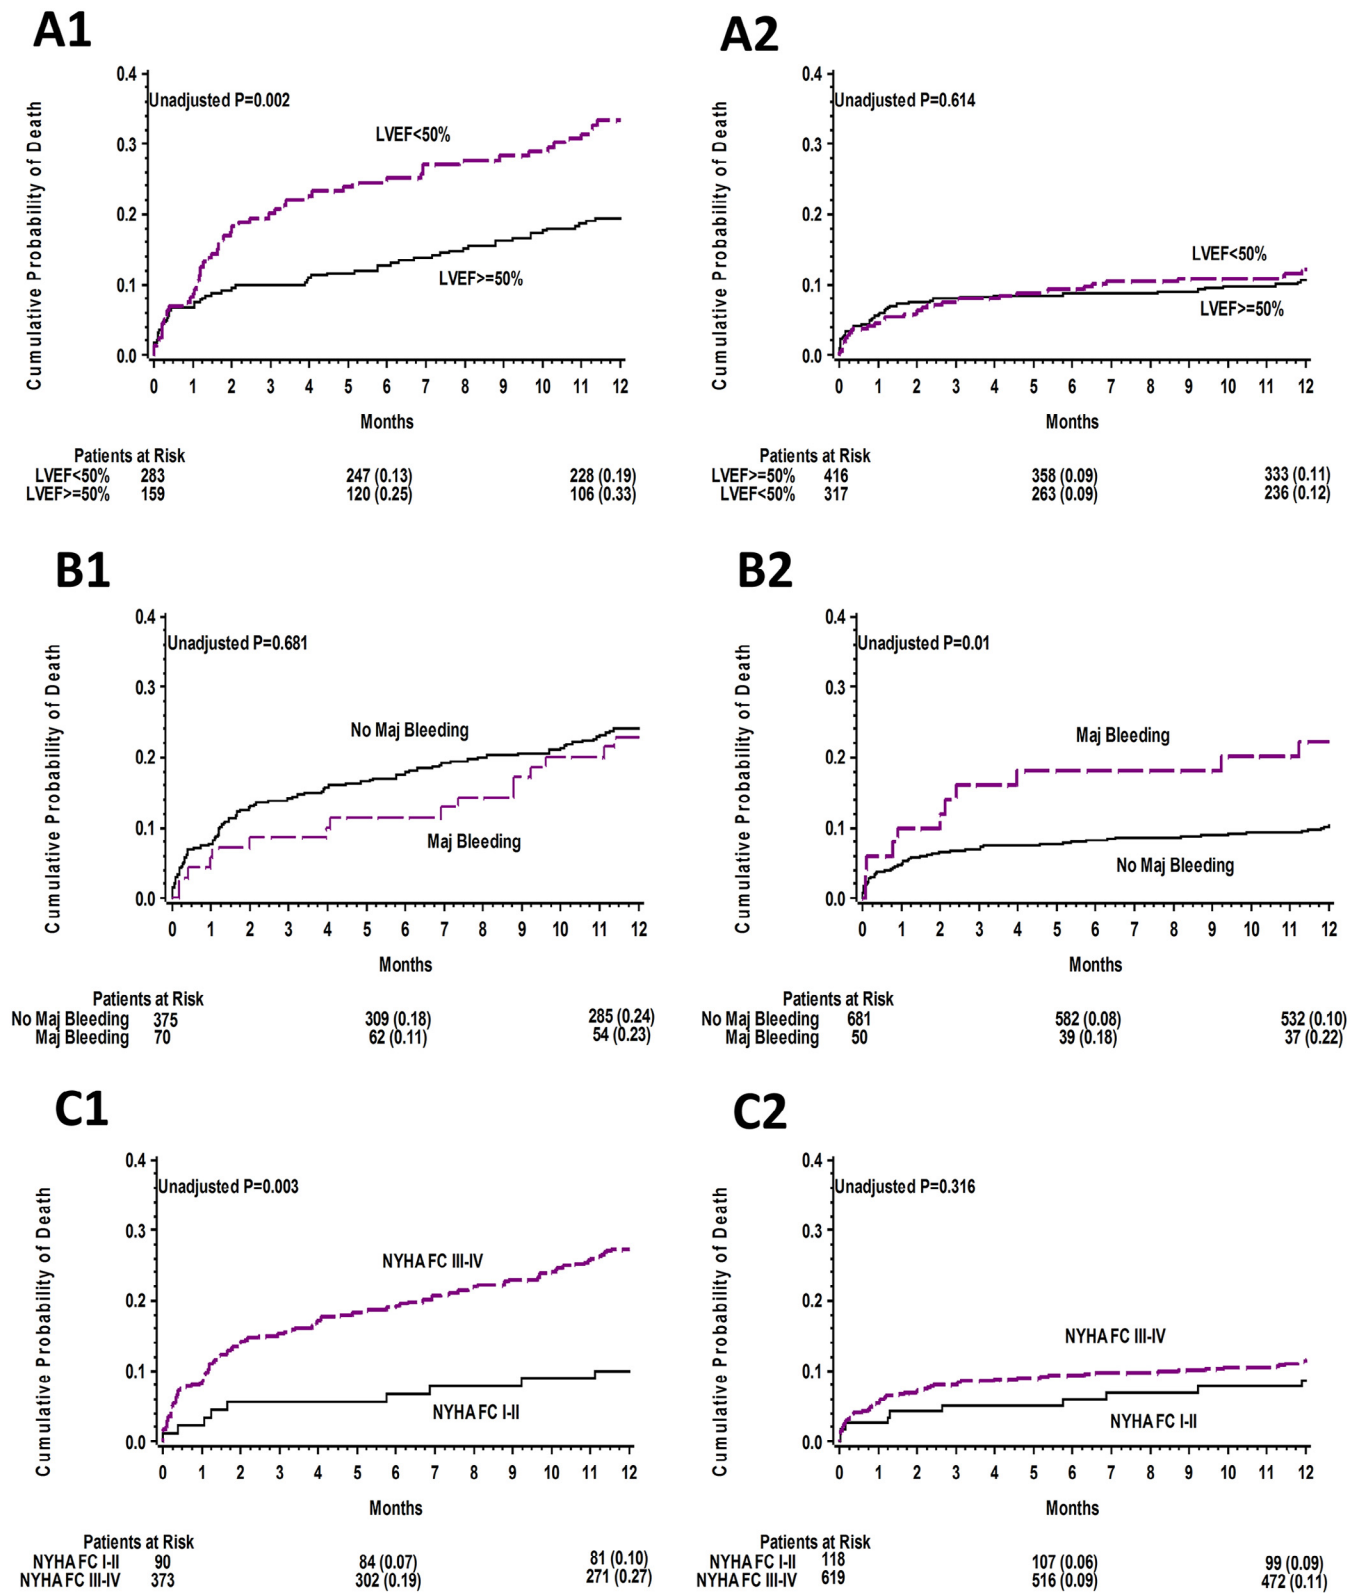 A1
Cumulative Probability of Death
0.4
0.3
0.2
0.1
0.0
Unadjusted P=0.002
LVEF<50%
LVEF>=50%
0 1 2 3 4 5 6 7 8 9 10 11 12
Months
Patients at Risk
LVEF<50% 283 247 (0.13) 228 (0.19)
LVEF>=50% 159 120 (0.25) 106 (0.33)
A2
Cumulative Probability of Death
0.4
0.3
0.2
0.1
0.0
Unadjusted P=0.614
LVEF<50%
LVEF>=50%
0 1 2 3 4 5 6 7 8 9 10 11 12
Months
Patients at Risk
LVEF>=50% 416 358 (0.09) 333 (0.11)
LVEF<50% 317 263 (0.09) 236 (0.12)
B1
Cumulative Probability of Death
0.4
0.3
0.2
0.1
0.0
Unadjusted P=0.681
No Maj Bleeding
Maj Bleeding
0 1 2 3 4 5 6 7 8 9 10 11 12
Months
Patients at Risk
No Maj Bleeding 375 309 (0.18) 285 (0.24)
Maj Bleeding 70 62 (0.11) 54 (0.23)
B2
Cumulative Probability of Death
0.4
0.3
0.2
0.1
0.0
Unadjusted P=0.01
Maj Bleeding
No Maj Bleeding
0 1 2 3 4 5 6 7 8 9 10 11 12
Months
Patients at Risk
No Maj Bleeding 681 582 (0.08) 532 (0.10)
Maj Bleeding 50 39 (0.18) 37 (0.22)
C1
Cumulative Probability of Death
0.4
0.3
0.2
0.1
0.0
Unadjusted P=0.003
NYHA FC III-IV
NYHA FC I-II
0 1 2 3 4 5 6 7 8 9 10 11 12
Months
Patients at Risk
NYHA FC I-II 90 84 (0.07) 81 (0.10)
NYHA FC III-IV 373 302 (0.19) 271 (0.27)
C2
Cumulative Probability of Death
0.4
0.3
0.2
0.1
0.0
Unadjusted P=0.316
NYHA FC III-IV
NYHA FC I-II
0 1 2 3 4 5 6 7 8 9 10 11 12
Months
Patients at Risk
NYHA FC I-II 118 107 (0.06) 99 (0.09)
NYHA FC III-IV 619 516 (0.09) 472 (0.11)